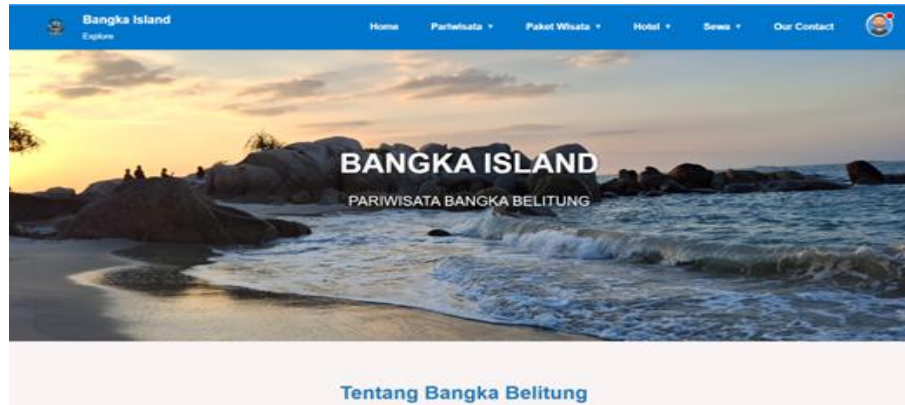 Bangka Island
Explore
Home Pariwisata Paket Wisata Hotel Sewa Our Contact
BANGKA ISLAND
PARIWISATA BANGKA BELITUNG
Tentang Bangka Belitung